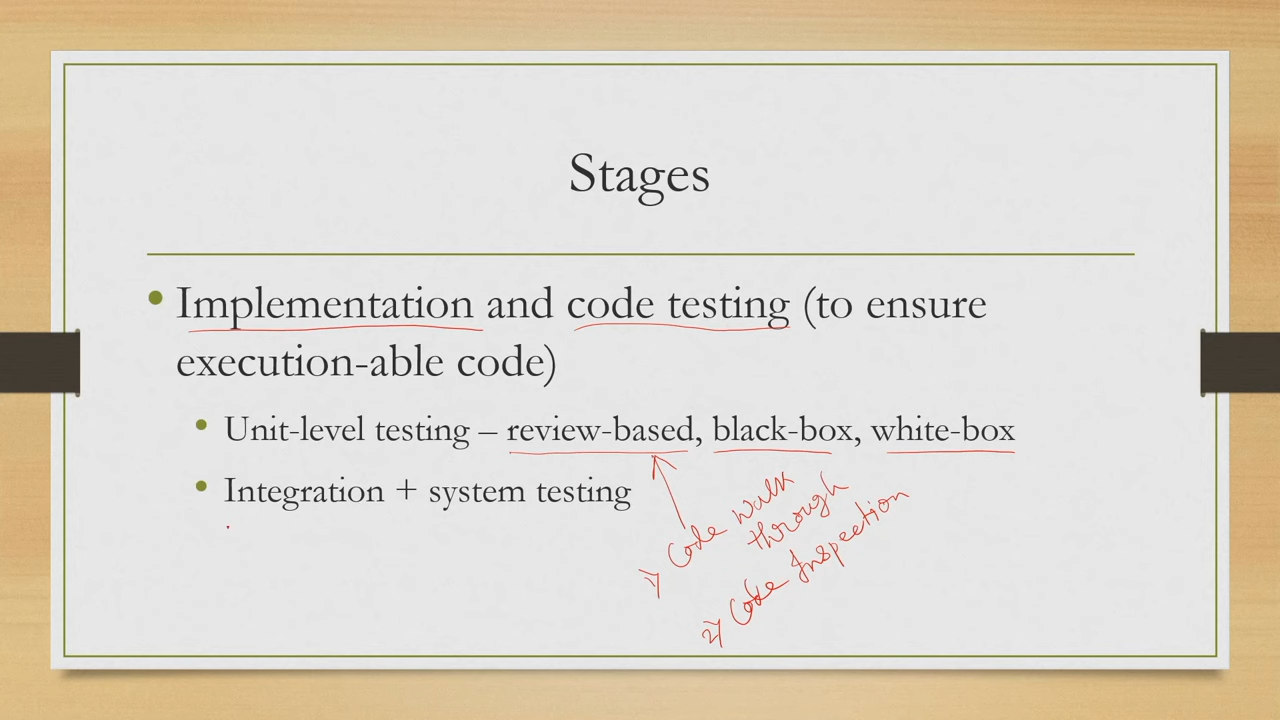 Stages
• Implementation and code testing (to ensure
execution-able code)
• Unit-level testing – review-based, black-box, white-box
• Integration + system testing
1) Code walk
through
2) Code Inspection